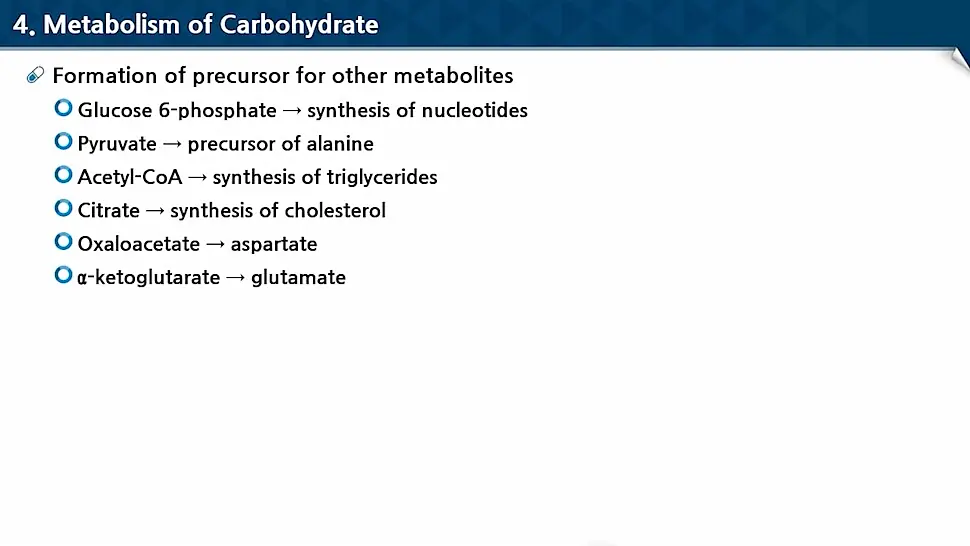 4. Metabolism of Carbohydrate
Formation of precursor for other metabolites
Glucose 6-phosphate → synthesis of nucleotides
Pyruvate → precursor of alanine
Acetyl-CoA → synthesis of triglycerides
Citrate → synthesis of cholesterol
Oxaloacetate → aspartate
α-ketoglutarate → glutamate